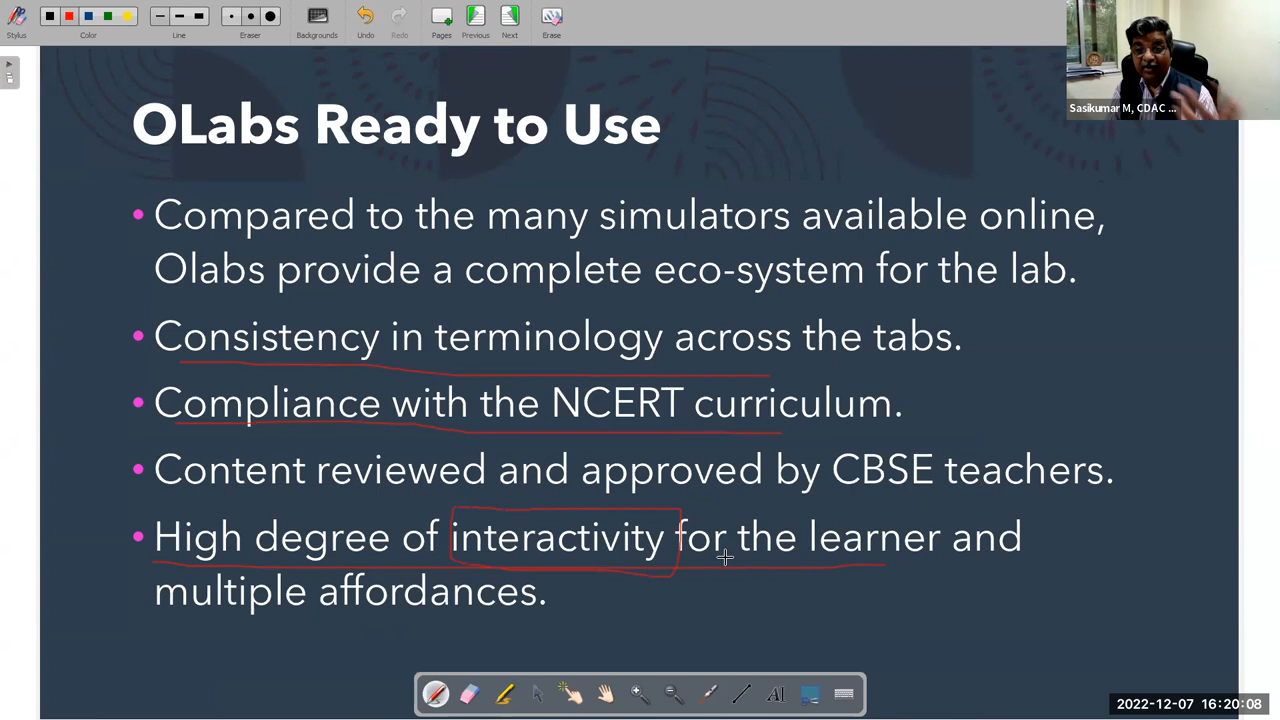 Stylus
Color
Line
Eraser
Backgrounds
Undo
Redo
Pages
Previous
Next
Erase
Sasikumar M, CDAC ...
OLabs Ready to Use
• Compared to the many simulators available online,
Olabs provide a complete eco-system for the lab.
• Consistency in terminology across the tabs.
• Compliance with the NCERT curriculum.
• Content reviewed and approved by CBSE teachers.
• High degree of interactivity for the learner and
multiple affordances.
AI
2022-12-07 16:20:08